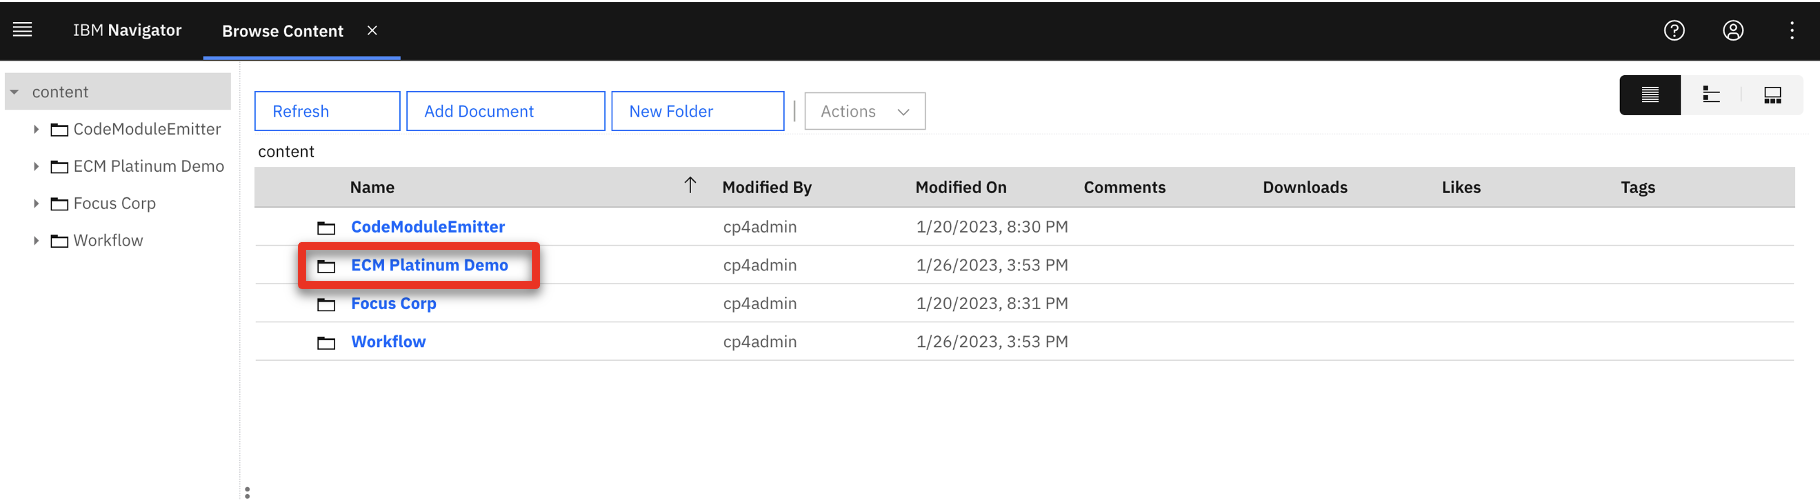 IBM Navigator Browse Content
content
CodeModuleEmitter
ECM Platinum Demo
Focus Corp
Workflow
Refresh Add Document New Folder Actions
content
Name Modified By Modified On Comments Downloads Likes Tags
CodeModuleEmitter cp4admin 1/20/2023, 8:30 PM
ECM Platinum Demo cp4admin 1/26/2023, 3:53 PM
Focus Corp cp4admin 1/20/2023, 8:31 PM
Workflow cp4admin 1/26/2023, 3:53 PM